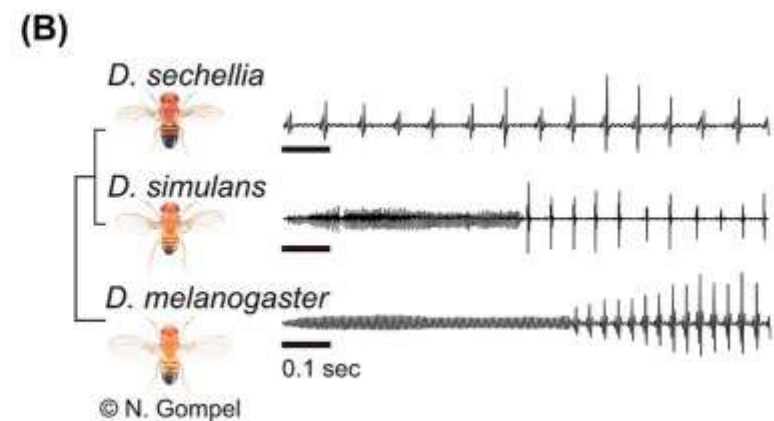 (B)
D. sechellia
D. simulans
D. melanogaster
0.1 sec
© N. Gompel